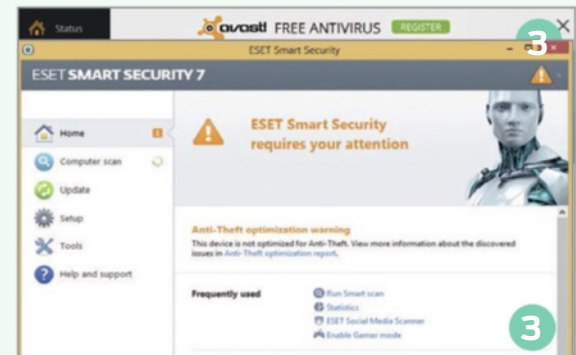 Status
avast! FREE ANTIVIRUS REGISTER
3
ESET Smart Security
ESET SMART SECURITY 7
Home
Computer scan
Update
Setup
Tools
Help and support
ESET Smart Security
requires your attention
Anti-Theft optimization warning
This device is not optimized for Anti-Theft. View more information about the discovered
issues in Anti-Theft optimization report.
Frequently used
Run Smart scan
Statistics
ESET Social Media Scanner
Enable Gamer mode
3